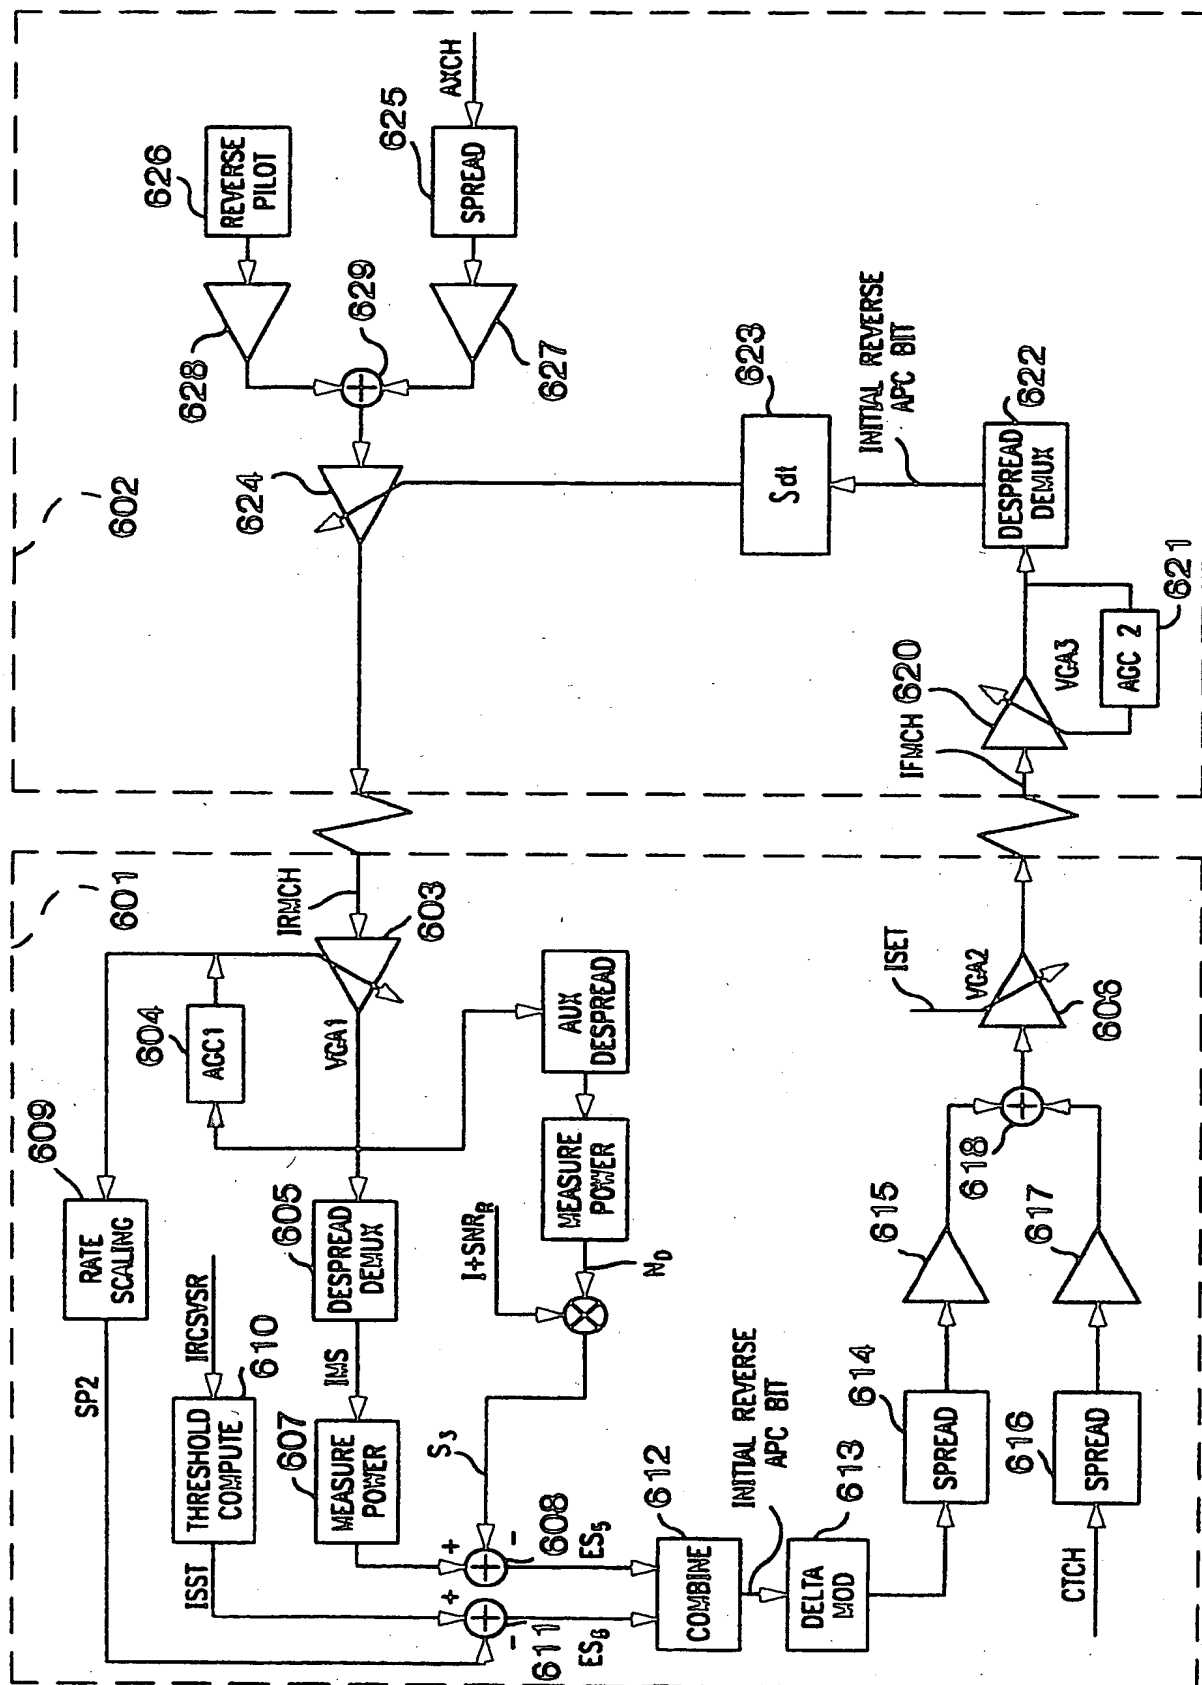 601
602
609
RATE
SCALING
SP2
604
AGC1
IRMCH
603
VGA1
IRCSVSR
THRESHOLD
COMPUTE
610
ISST
605
DESPREAD
DEMUX
IMS
607
MEASURE
POWER
AUX
DESPREAD
MEASURE
POWER
N0
I+SNRR
S3
+
-
608
ES5
+
-
611
ES6
612
COMBINE
INITIAL REVERSE
APC BIT
613
DELTA
MOD
614
SPREAD
615
CTCH
616
SPREAD
617
618
ISET
VGA2
606
624
629
628
626
REVERSE
PILOT
627
625
SPREAD
AXCH
623
Sdt
INITIAL REVERSE
APC BIT
622
DESPREAD
DEMUX
IFMCH
620
VGA3
621
AGC 2